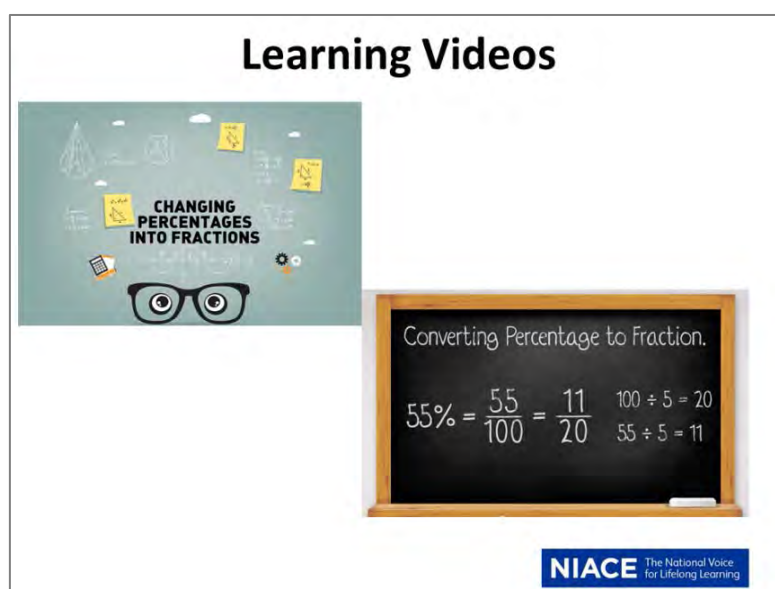 Learning Videos
CHANGING
PERCENTAGES
INTO FRACTIONS
Converting Percentage to Fraction.
55% = 55/100 = 11/20
100 ÷ 5 = 20
55 ÷ 5 = 11
NIACE The National Voice
for Lifelong Learning